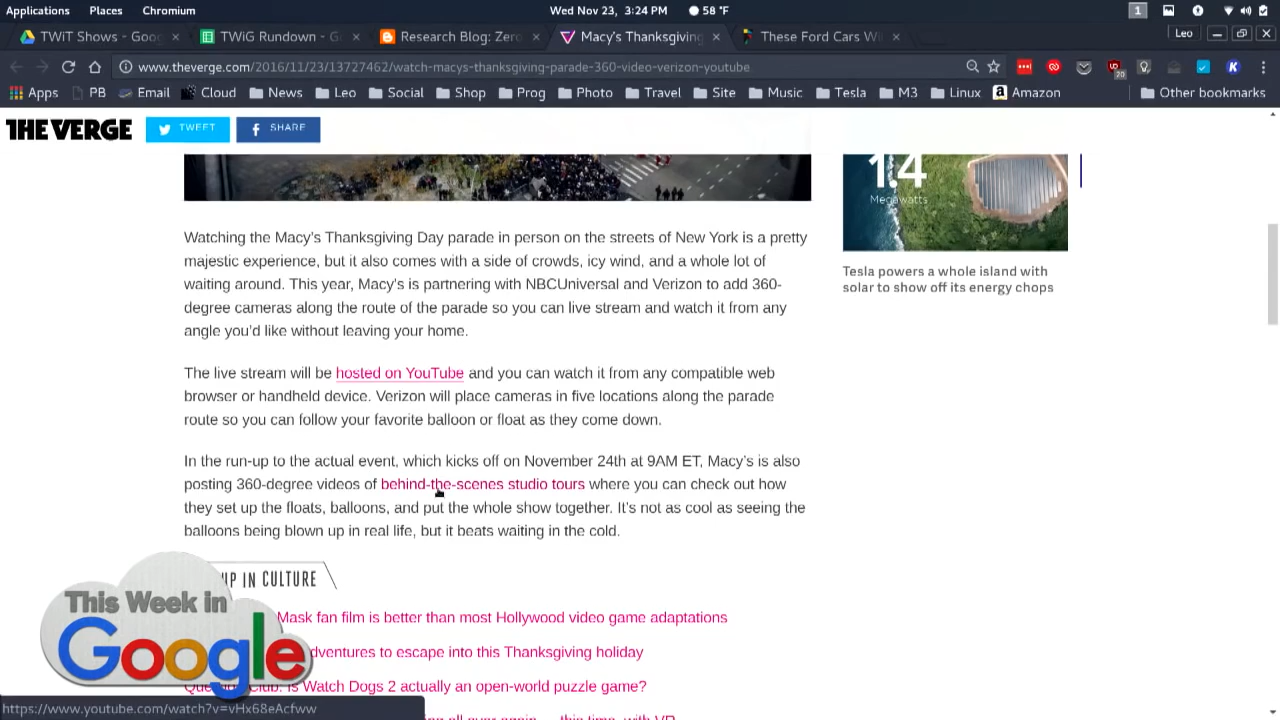 Applications Places Chromium Wed Nov 23, 3:24 PM 58 °F 1
TWiT Shows - Goog × TWiG Rundown - G × Research Blog: Zero × Macy's Thanksgiving × These Ford Cars Wi × Leo
www.theverge.com/2016/11/23/13727462/watch-macys-thanksgiving-parade-360-video-verizon-youtube 20 K
Apps PB Email Cloud News Leo Social Shop Prog Photo Travel Site Music Tesla M3 Linux Amazon Other bookmarks
THE VERGE TWEET SHARE
1.4
Megawatts
Tesla powers a whole island with
solar to show off its energy chops
Watching the Macy's Thanksgiving Day parade in person on the streets of New York is a pretty
majestic experience, but it also comes with a side of crowds, icy wind, and a whole lot of
waiting around. This year, Macy's is partnering with NBCUniversal and Verizon to add 360-
degree cameras along the route of the parade so you can live stream and watch it from any
angle you'd like without leaving your home.
The live stream will be hosted on YouTube and you can watch it from any compatible web
browser or handheld device. Verizon will place cameras in five locations along the parade
route so you can follow your favorite balloon or float as they come down.
In the run-up to the actual event, which kicks off on November 24th at 9AM ET, Macy's is also
posting 360-degree videos of behind-the-scenes studio tours where you can check out how
they set up the floats, balloons, and put the whole show together. It's not as cool as seeing the
balloons being blown up in real life, but it beats waiting in the cold.
UP IN CULTURE
Mask fan film is better than most Hollywood video game adaptations
dventures to escape into this Thanksgiving holiday
Club: Is Watch Dogs 2 actually an open-world puzzle game?
all over again — this time, with VR
This Week in
Google
https://www.youtube.com/watch?v=vHx68eAcfww